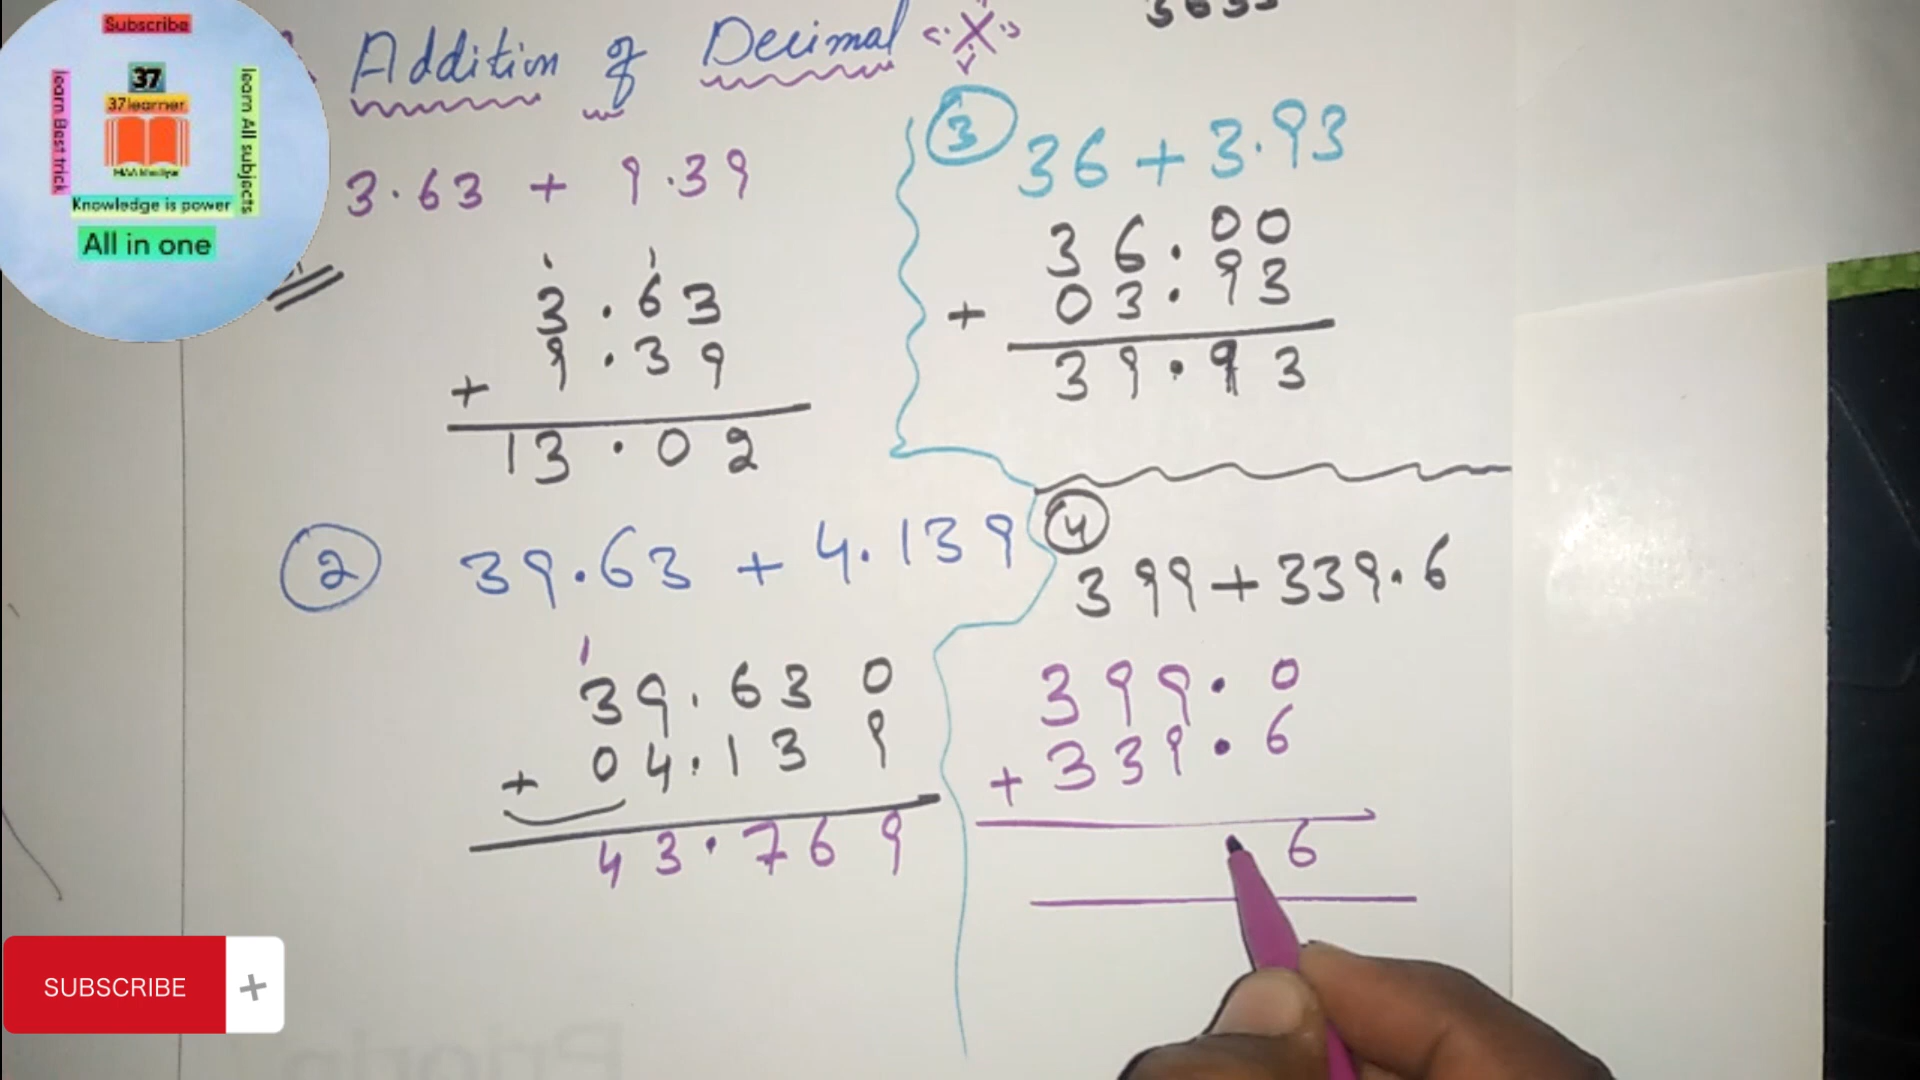 Subscribe
37
37learner
learn Best trick
learn All subjects
Knowledge is power
All in one
Addition of Decimal
3.63 + 9.39
1 1
3.63
+ 9.39
13.02
2
39.63 + 4.139
1
39.630
+ 04.139
43.769
3
36 + 3.93
36.00
+ 03.93
39.93
4
399 + 339.6
399.0
+ 339.6
6
SUBSCRIBE +